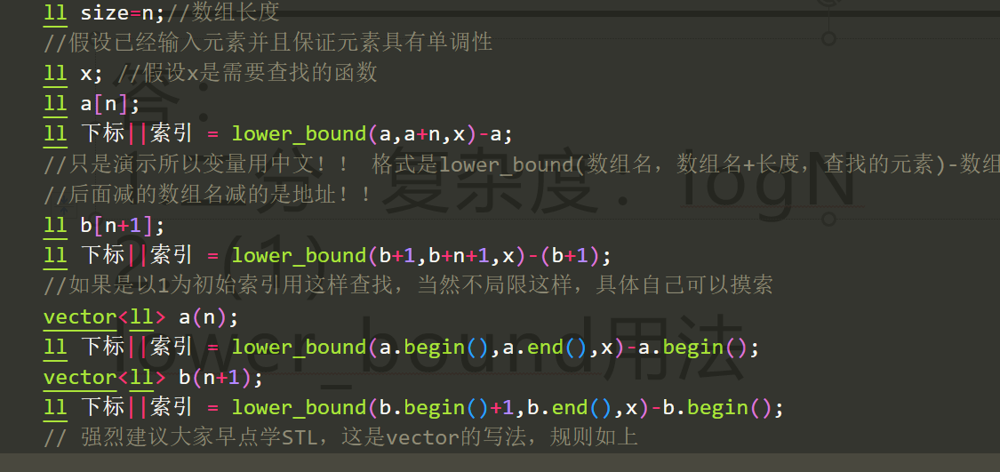 ll size=n;//数组长度
//假设已经输入元素并且保证元素具有单调性
ll x; //假设x是需要查找的函数
ll a[n];
ll 下标||索引 = lower_bound(a,a+n,x)-a;
//只是演示所以变量用中文！！ 格式是lower_bound(数组名，数组名+长度，查找的元素)-数组
//后面减的数组名减的是地址！！
ll b[n+1];
ll 下标||索引 = lower_bound(b+1,b+n+1,x)-(b+1);
//如果是以1为初始索引用这样查找，当然不局限这样，具体自己可以摸索
vector<ll> a(n);
ll 下标||索引 = lower_bound(a.begin(),a.end(),x)-a.begin();
vector<ll> b(n+1);
ll 下标||索引 = lower_bound(b.begin()+1,b.end(),x)-b.begin();
// 强烈建议大家早点学STL，这是vector的写法，规则如上
答：
1.二分 复杂度：logN
2.(1)
lower_bound用法